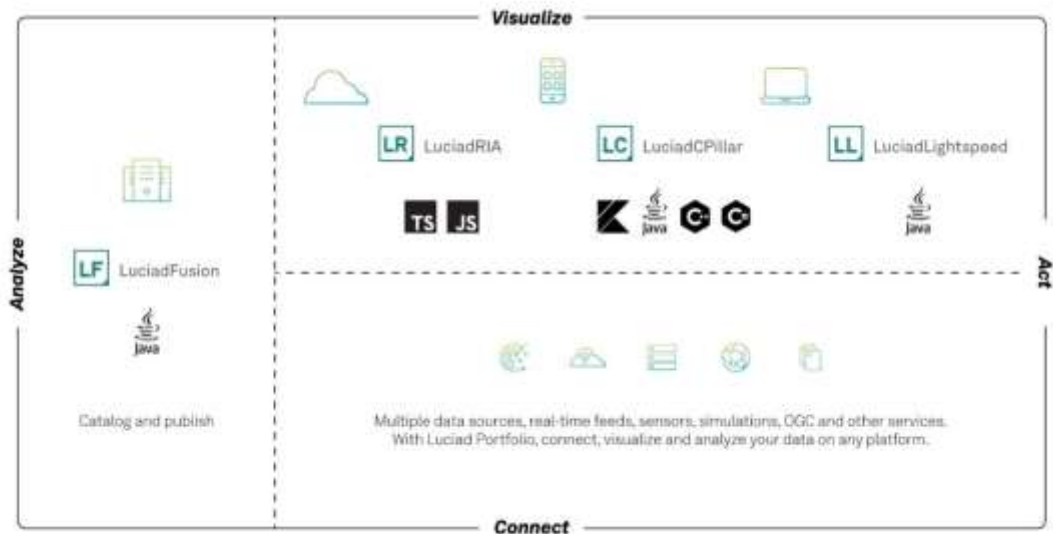 Visualize
LR LuciadRIA
LC LuciadCPillar
LL LuciadLightspeed
TS JS
Java C++ C#
Java
Analyze
LF LuciadFusion
Java
Catalog and publish
Act
Multiple data sources, real-time feeds, sensors, simulations, OGC and other services.
With Luciad Portfolio, connect, visualize and analyze your data on any platform.
Connect